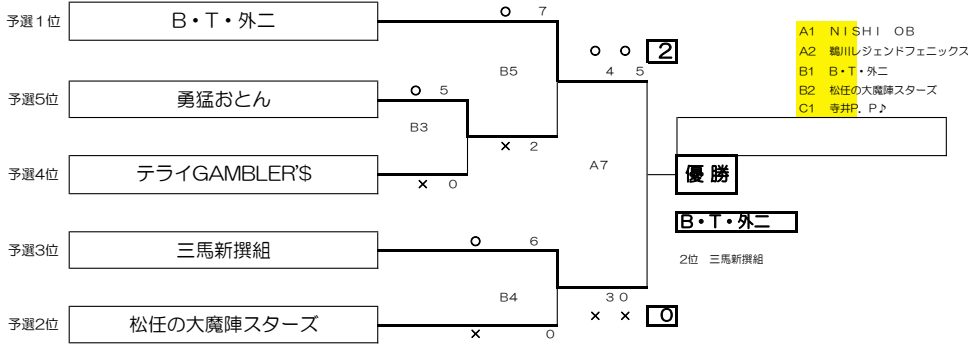 予選１位 B・T・外二 ○ 7
○ ○ 2
4 5
B5
予選5位 勇猛おとん ○ 5
B3
× 2
予選4位 テライGAMBLER'$
× 0
A7
予選3位 三馬新撰組 ○ 6
B4
予選2位 松任の大魔陣スターズ
× 0
3 0
× × 0
A1 NISHI OB
A2 鵜川レジェンドフェニックス
B1 B・T・外二
B2 松任の大魔陣スターズ
C1 寺井P．P♪
優 勝
B・T・外二
2位 三馬新撰組